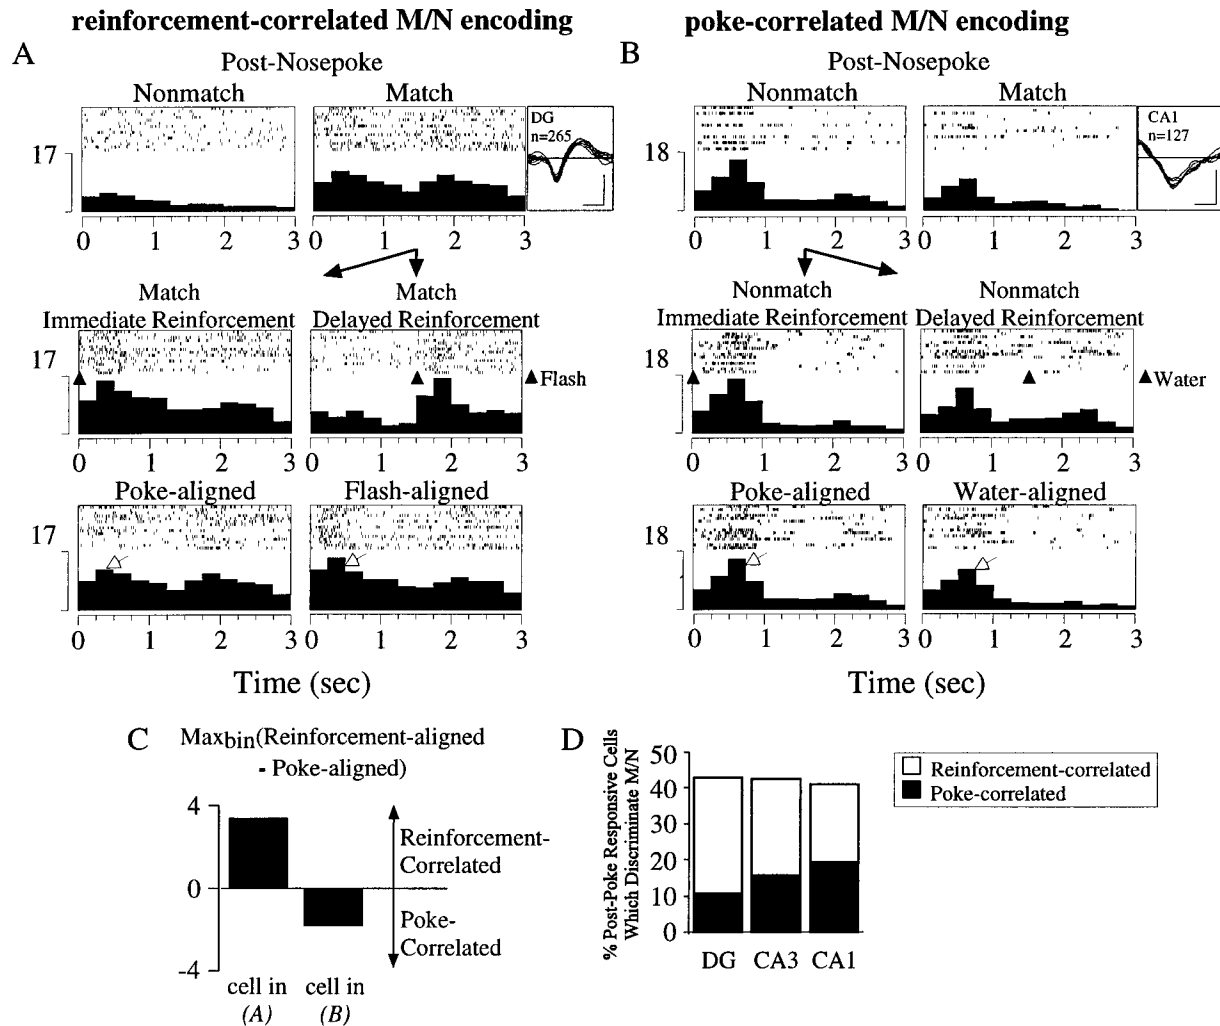 reinforcement-correlated M/N encoding
poke-correlated M/N encoding
A
Post-Nosepoke
Nonmatch
Match
DG
n=265
17
0 1 2 3
0 1 2 3
Match
Immediate Reinforcement
Match
Delayed Reinforcement
17
▲Flash
0 1 2 3
0 1 2 3
Poke-aligned
Flash-aligned
17
0 1 2 3
0 1 2 3
Time (sec)
B
Post-Nosepoke
Nonmatch
Match
CA1
n=127
18
0 1 2 3
0 1 2 3
Nonmatch
Immediate Reinforcement
Nonmatch
Delayed Reinforcement
18
▲Water
0 1 2 3
0 1 2 3
Poke-aligned
Water-aligned
18
0 1 2 3
0 1 2 3
Time (sec)
C
Maxbin(Reinforcement-aligned
- Poke-aligned)
4
0
-4
Reinforcement-
Correlated
Poke-
Correlated
cell in
(A)
cell in
(B)
D
% Post-Poke Responsive Cells
Which Discriminate M/N
50
40
30
20
10
0
DG CA3 CA1
Reinforcement-correlated
Poke-correlated